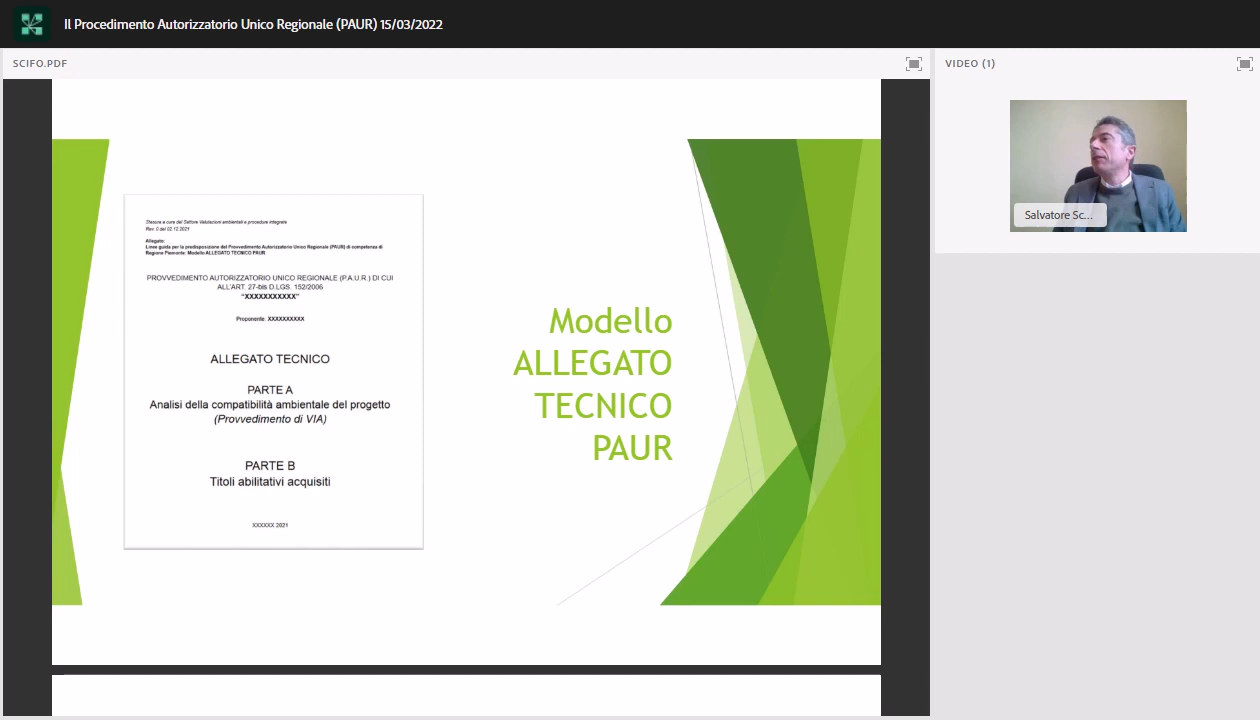 Il Procedimento Autorizzatorio Unico Regionale (PAUR) 15/03/2022
SCIFO.PDF
VIDEO (1)
Stesura a cura del Settore Valutazioni ambientali e procedure integrate
Rev. 0 del 02.12.2021
Allegato:
Linee guida per la predisposizione del Provvedimento Autorizzatorio Unico Regionale (PAUR) di competenza di
Regione Piemonte: Modello ALLEGATO TECNICO PAUR
PROVVEDIMENTO AUTORIZZATORIO UNICO REGIONALE (P.A.U.R.) DI CUI
ALL'ART. 27-bis D.LGS. 152/2006
"XXXXXXXXXXX"
Proponente: XXXXXXXXXX
ALLEGATO TECNICO
PARTE A
Analisi della compatibilità ambientale del progetto
(Provvedimento di VIA)
PARTE B
Titoli abilitativi acquisiti
XXXXXX 2021
Modello
ALLEGATO
TECNICO
PAUR
Salvatore Sc...